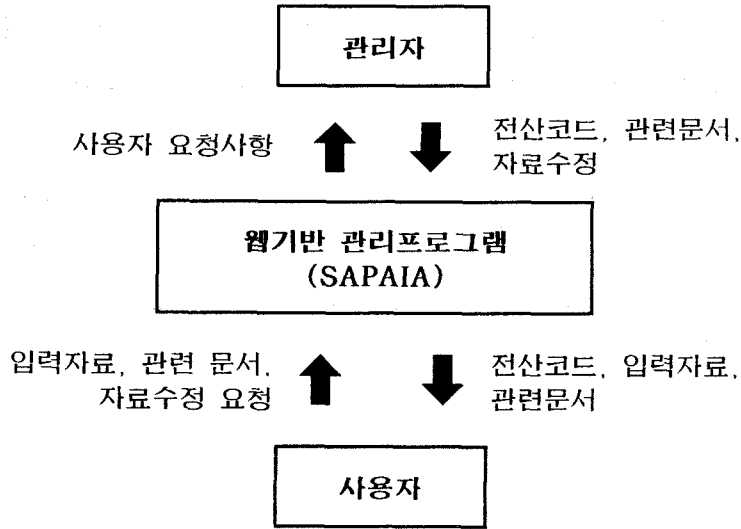 관리자
사용자 요청사항
전산코드, 관련문서,
자료수정
웹기반 관리프로그램
(SAPAIA)
입력자료, 관련 문서,
자료수정 요청
전산코드, 입력자료,
관련문서
사용자